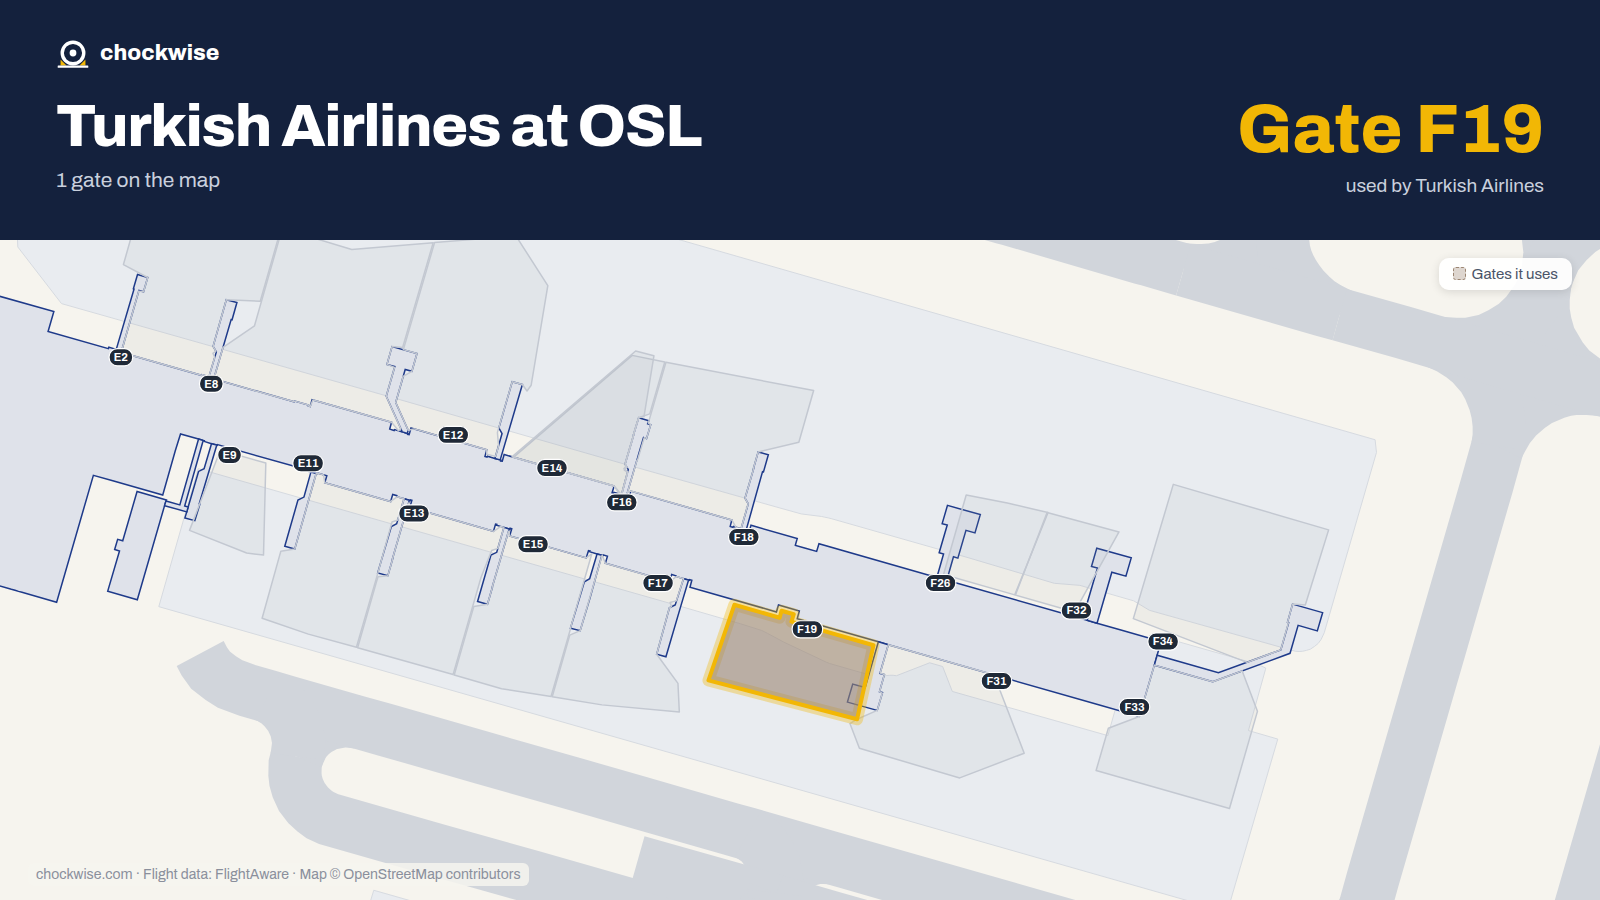 chockwise
Turkish Airlines at OSL
1 gate on the map
Gate F19
used by Turkish Airlines
Gates it uses
E2
E8
E12
E9
E11
E14
F16
E13
F18
E15
F17
F26
F32
F19
F34
F31
F33
chockwise.com · Flight data: FlightAware · Map © OpenStreetMap contributors